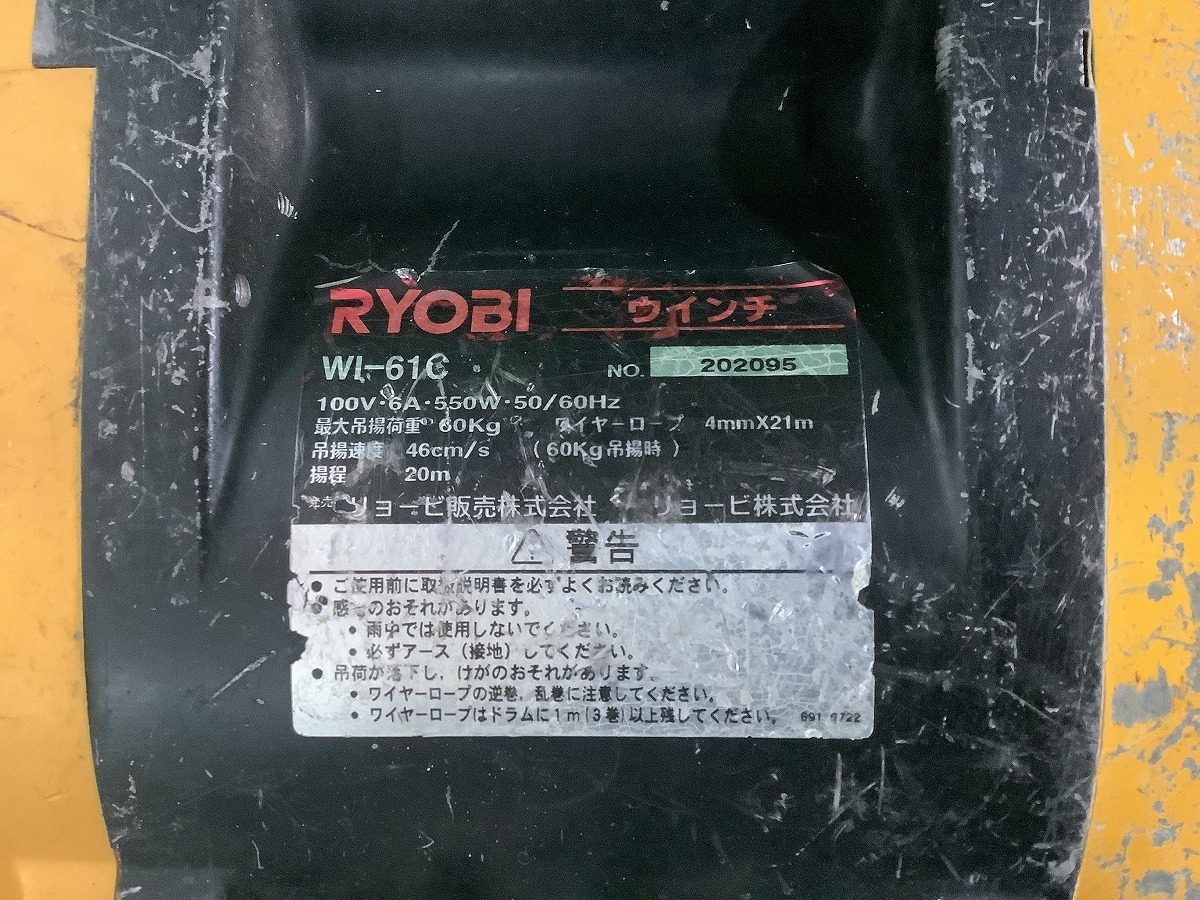 RYOBI ウインチ
WI-61C NO. 202095
100V・6A・550W・50/60Hz
最大吊揚荷重 60Kg ワイヤーロープ 4mmX21m
吊揚速度 46cm/s (60Kg吊揚時)
揚程 20m
発売 リョービ販売株式会社 リョービ株式会社
⚠ 警告
● ご使用前に取扱説明書を必ずよくお読みください。
● 感電のおそれがあります。
• 雨中では使用しないでください。
• 必ずアース(接地)してください。
● 吊荷が落下し、けがのおそれがあります。
• ワイヤーロープの逆巻、乱巻に注意してください。
• ワイヤーロープはドラムに1m(3巻)以上残してください。